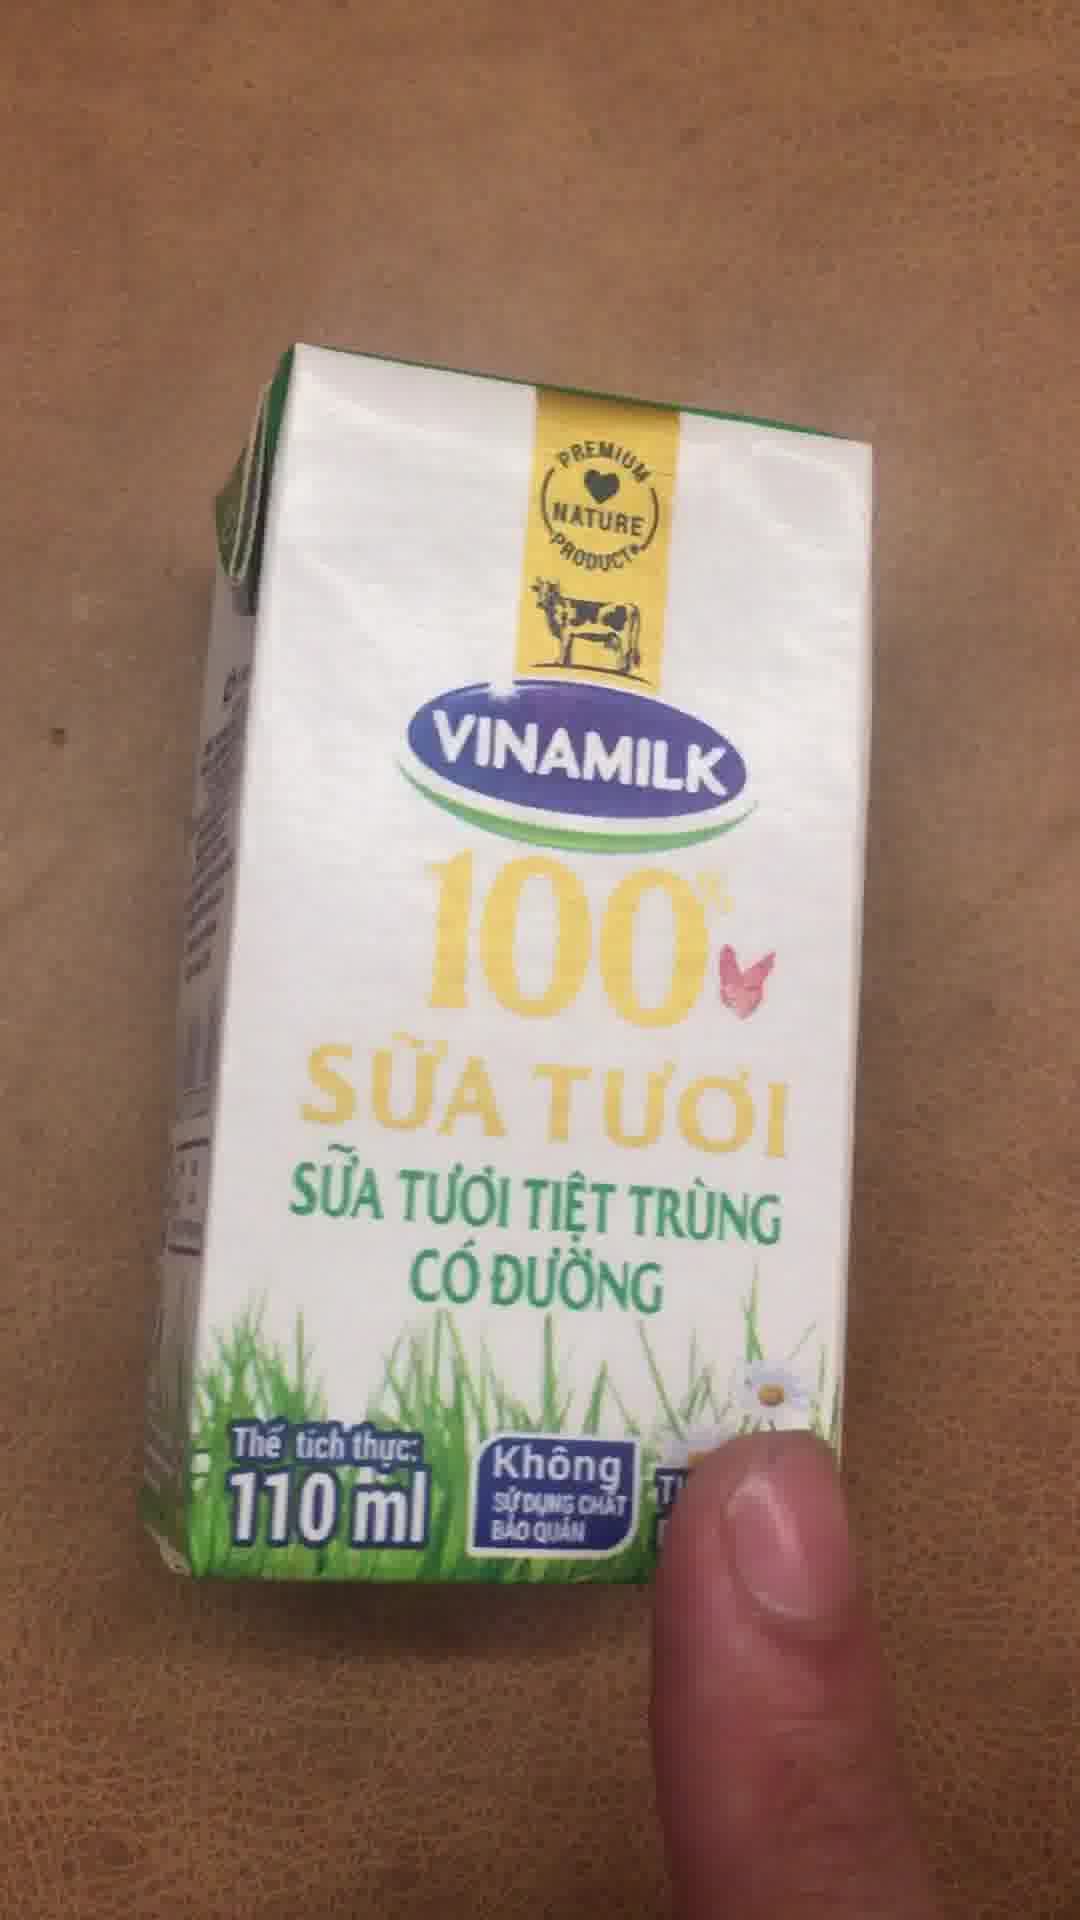 PREMIUM
NATURE
PRODUCT
VINAMILK
100%
SỮA TƯƠI
SỮA TƯƠI TIỆT TRÙNG
CÓ ĐƯỜNG
Thể tích thực:
110 ml
Không
SỬ DỤNG CHẤT
BẢO QUẢN